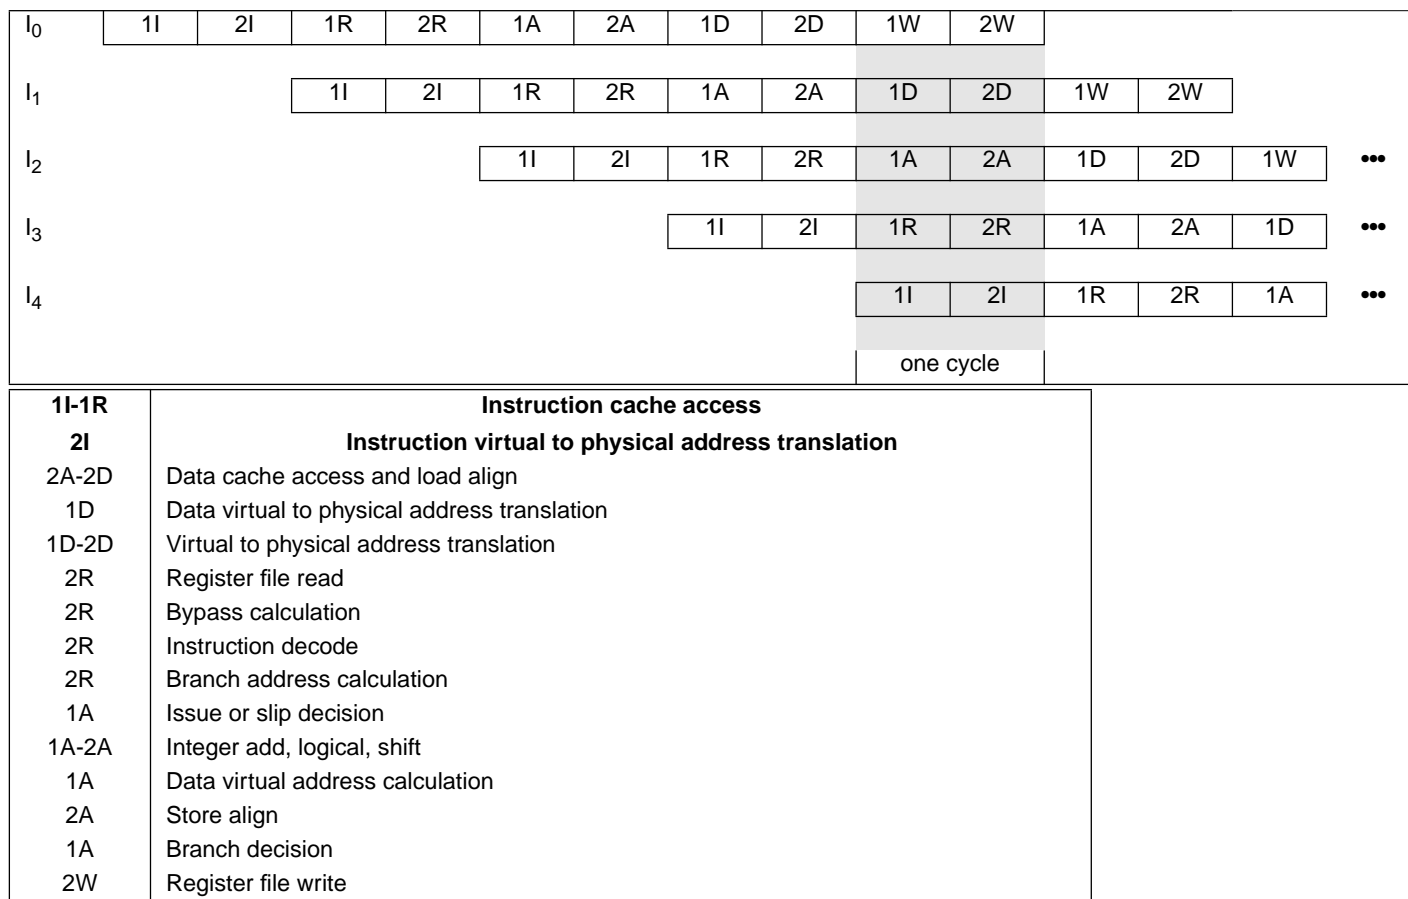 I0 1I 2I 1R 2R 1A 2A 1D 2D 1W 2W
I1 1I 2I 1R 2R 1A 2A 1D 2D 1W 2W
I2 1I 2I 1R 2R 1A 2A 1D 2D 1W •••
I3 1I 2I 1R 2R 1A 2A 1D •••
I4 1I 2I 1R 2R 1A •••
one cycle
1I-1R Instruction cache access
2I Instruction virtual to physical address translation
2A-2D Data cache access and load align
1D Data virtual to physical address translation
1D-2D Virtual to physical address translation
2R Register file read
2R Bypass calculation
2R Instruction decode
2R Branch address calculation
1A Issue or slip decision
1A-2A Integer add, logical, shift
1A Data virtual address calculation
2A Store align
1A Branch decision
2W Register file write